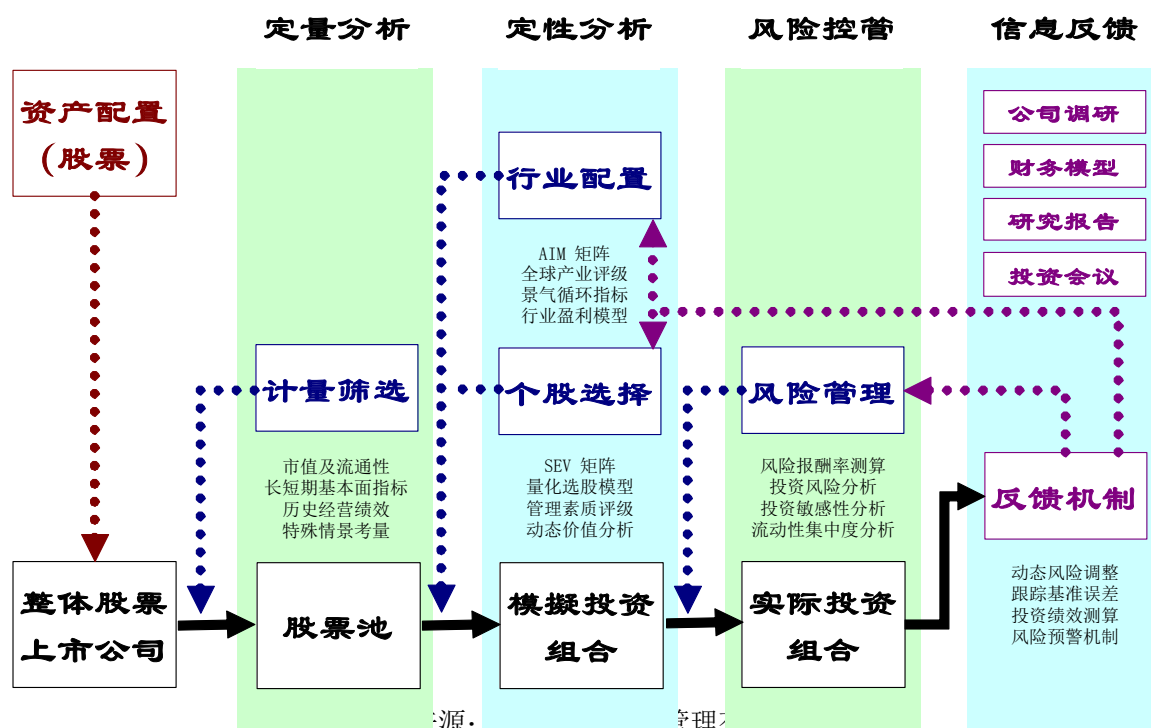 定量分析
定性分析
风险控管
信息反馈
资产配置
(股票)
公司调研
财务模型
研究报告
投资会议
行业配置
AIM 矩阵
全球产业评级
景气循环指标
行业盈利模型
计量筛选
个股选择
风险管理
市值及流通性
长短期基本面指标
历史经营绩效
特殊情景考量
SEV 矩阵
量化选股模型
管理素质评级
动态价值分析
风险报酬率测算
投资风险分析
投资敏感性分析
流动性集中度分析
反馈机制
动态风险调整
跟踪基准误差
投资绩效测算
风险预警机制
整体股票
上市公司
股票池
模擬投资
组合
实际投资
组合
源:
管理